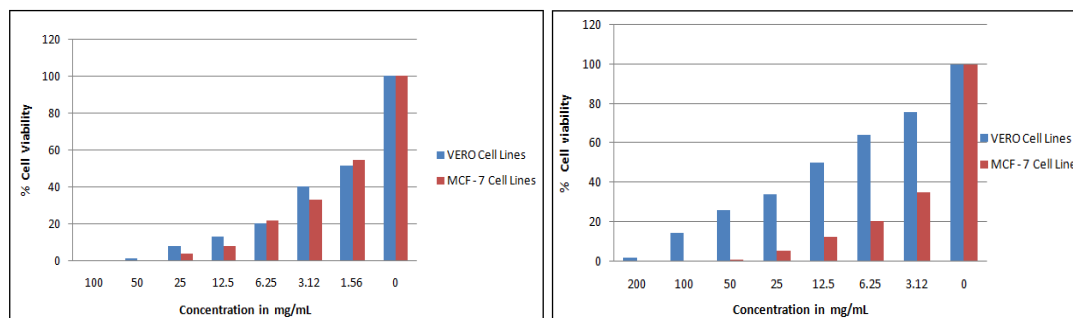 120
100
80
60
40
20
0
% Cell Viability
100 50 25 12.5 6.25 3.12 1.56 0
Concentration in mg/mL
VERO Cell Lines
MCF - 7 Cell Lines
120
100
80
60
40
20
0
% Cell viability
200 100 50 25 12.5 6.25 3.12 0
Concentration in mg/mL
VERO Cell Lines
MCF - 7 Cell Line